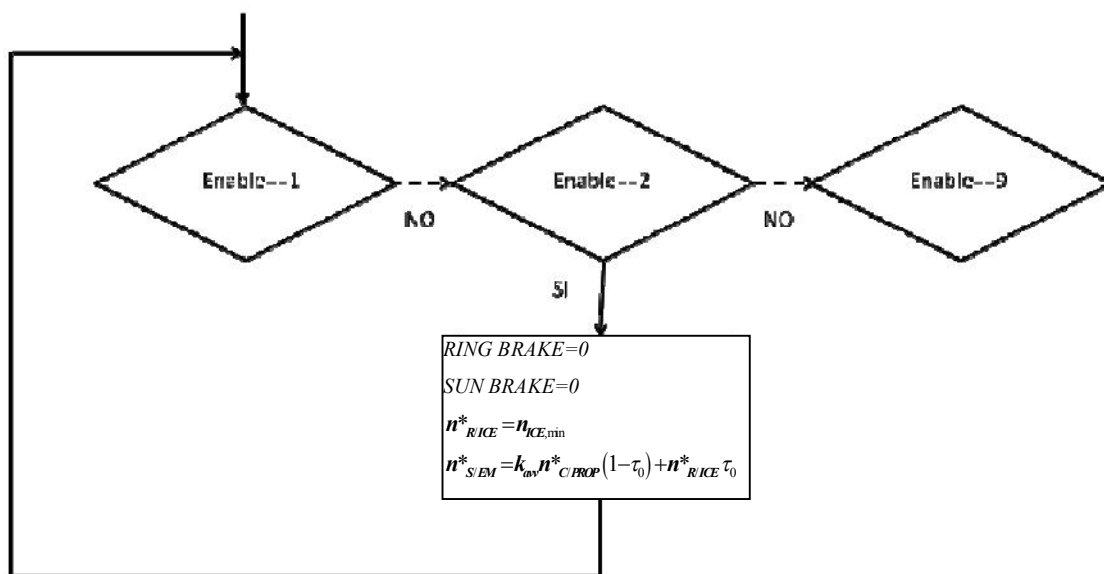 Enable--1
NO
Enable--2
NO
Enable--9
SI
RING BRAKE=0
SUN BRAKE=0
n*R/ICE = nICE,min
n*S/EM = kavv n*C/PROP (1−τ0) + n*R/ICE τ0